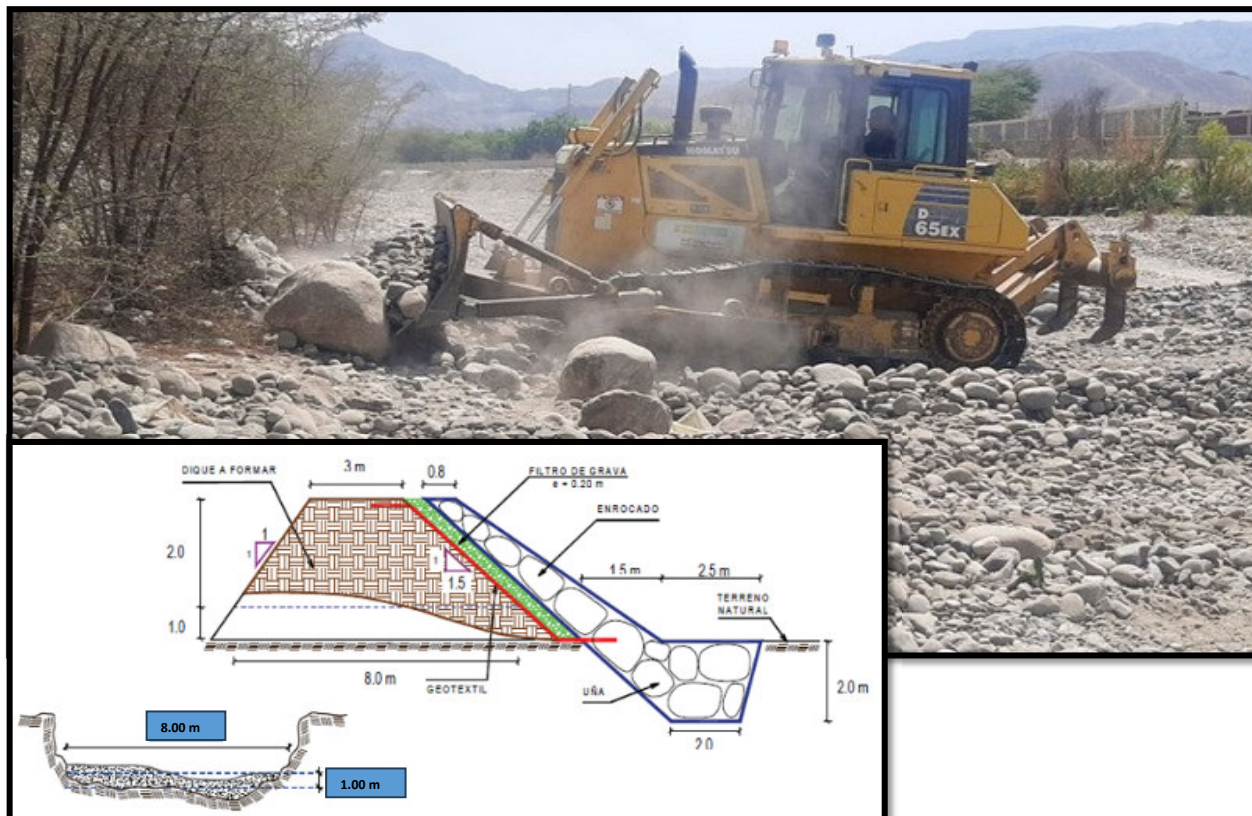 KOMATSU
D
65EX
3 m
0.8
FILTRO DE GRAVA
e = 0.20 m
DIQUE A FORMAR
ENROCADO
2.0
1
1
1
1.5
1.5 m
2.5 m
TERRENO
NATURAL
1.0
8.0 m
GEOTEXTIL
UÑA
2.0 m
2.0
8.00 m
1.00 m